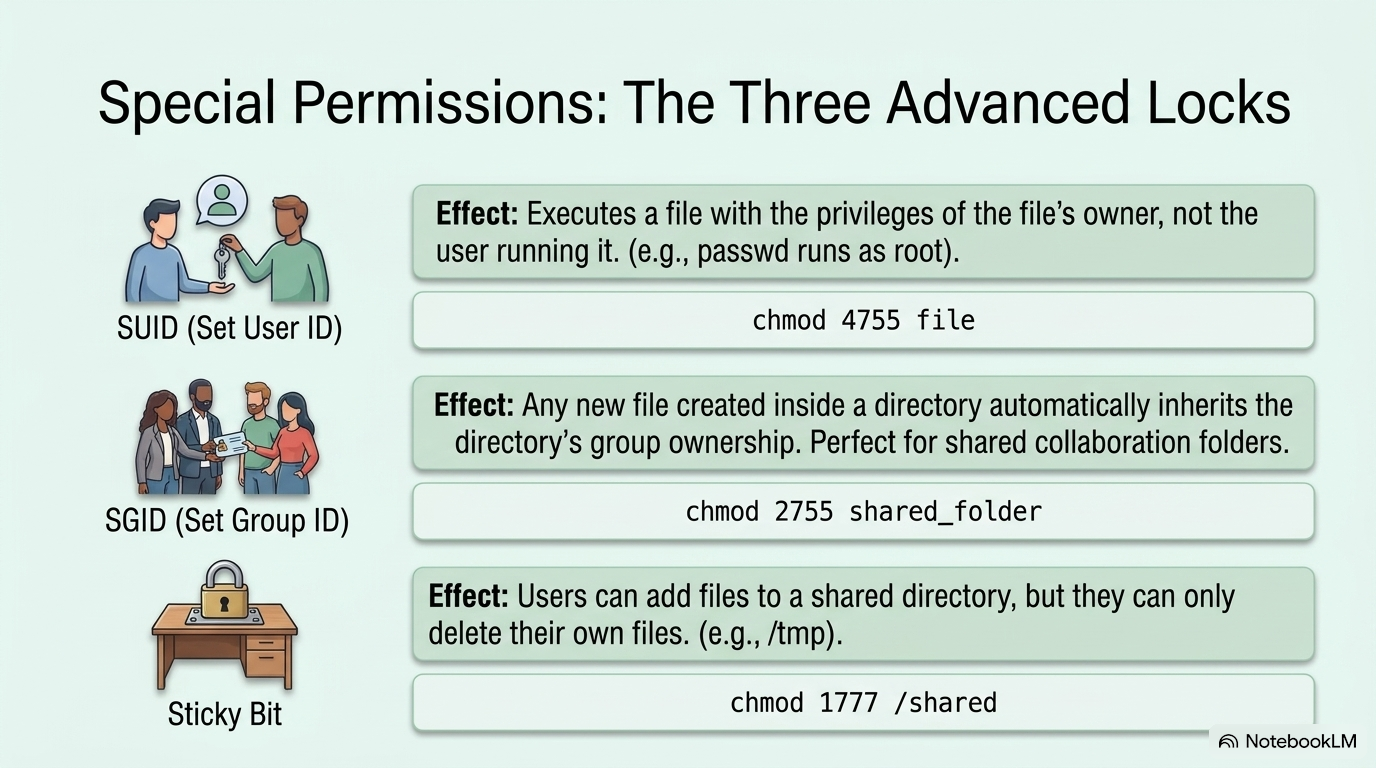 Special Permissions: The Three Advanced Locks
SUID (Set User ID)
Effect: Executes a file with the privileges of the file's owner, not the
user running it. (e.g., passwd runs as root).
chmod 4755 file
SGID (Set Group ID)
Effect: Any new file created inside a directory automatically inherits the
directory's group ownership. Perfect for shared collaboration folders.
chmod 2755 shared_folder
Sticky Bit
Effect: Users can add files to a shared directory, but they can only
delete their own files. (e.g., /tmp).
chmod 1777 /shared
NotebookLM